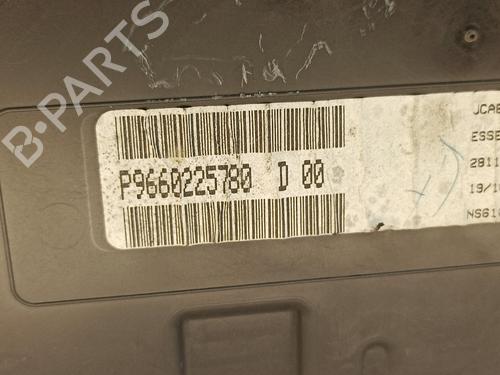 B-PARTS
P9660225780 D 00
JCAE
ESSE
2811
19/10
NS61